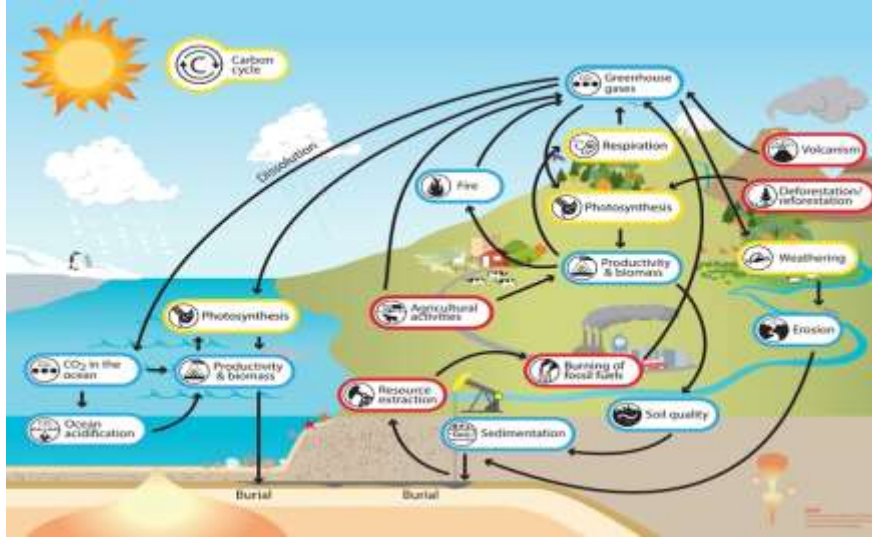 Carbon
cycle
Greenhouse
gases
Respiration
Volcanism
Dissolution
Fire
Deforestation/
reforestation
Photosynthesis
Productivity
& biomass
Weathering
Agricultural
activities
Photosynthesis
Erosion
CO2 in the
ocean
Productivity
& biomass
Burning of
fossil fuels
Resource
extraction
Soil quality
Ocean
acidification
Sedimentation
Burial
Burial